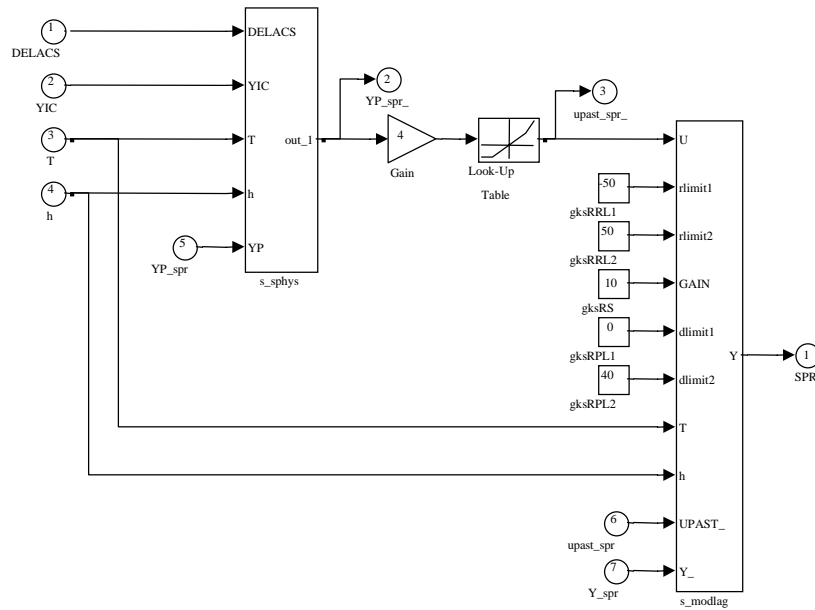 1
DELACS
2
YIC
3
T
4
h
5
YP_spr
DELACS
YIC
T
h
YP
out_1
s_sphys
2
YP_spr_
4
Gain
Look-Up
Table
3
upast_spr_
-50
gksRRL1
50
gksRRL2
10
gksRS
0
gksRPL1
40
gksRPL2
6
upast_spr
7
Y_spr
U
rlimit1
rlimit2
GAIN
dlimit1
dlimit2
T
h
UPAST_
Y_
Y
s_modlag
1
SPR